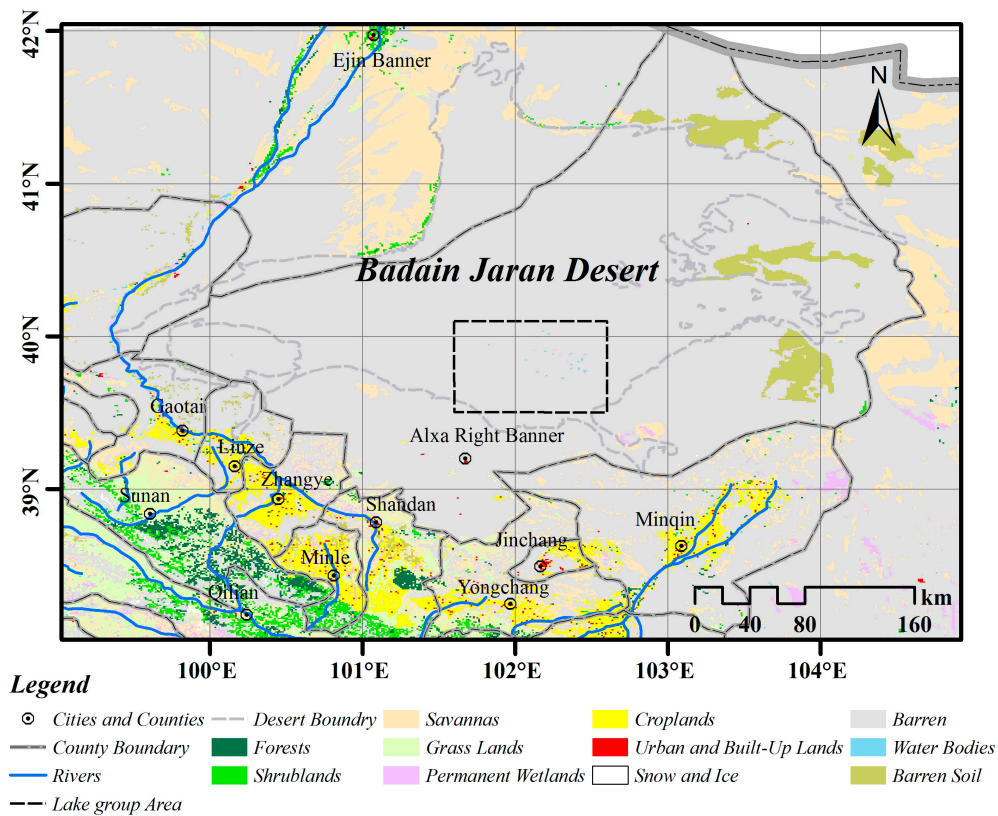 42°N
41°N
40°N
39°N
Ejin Banner
N
Badain Jaran Desert
Gaotai
Alxa Right Banner
Linze
Zhangye
Sunan
Shandan
Minqin
Jinchang
Minle
Yongchang
Qilian
km
0 40 80 160
100°E 101°E 102°E 103°E 104°E
Legend
Cities and Counties
Desert Boundry
Savannas
Croplands
Barren
County Boundary
Forests
Grass Lands
Urban and Built-Up Lands
Water Bodies
Rivers
Shrublands
Permanent Wetlands
Snow and Ice
Barren Soil
Lake group Area